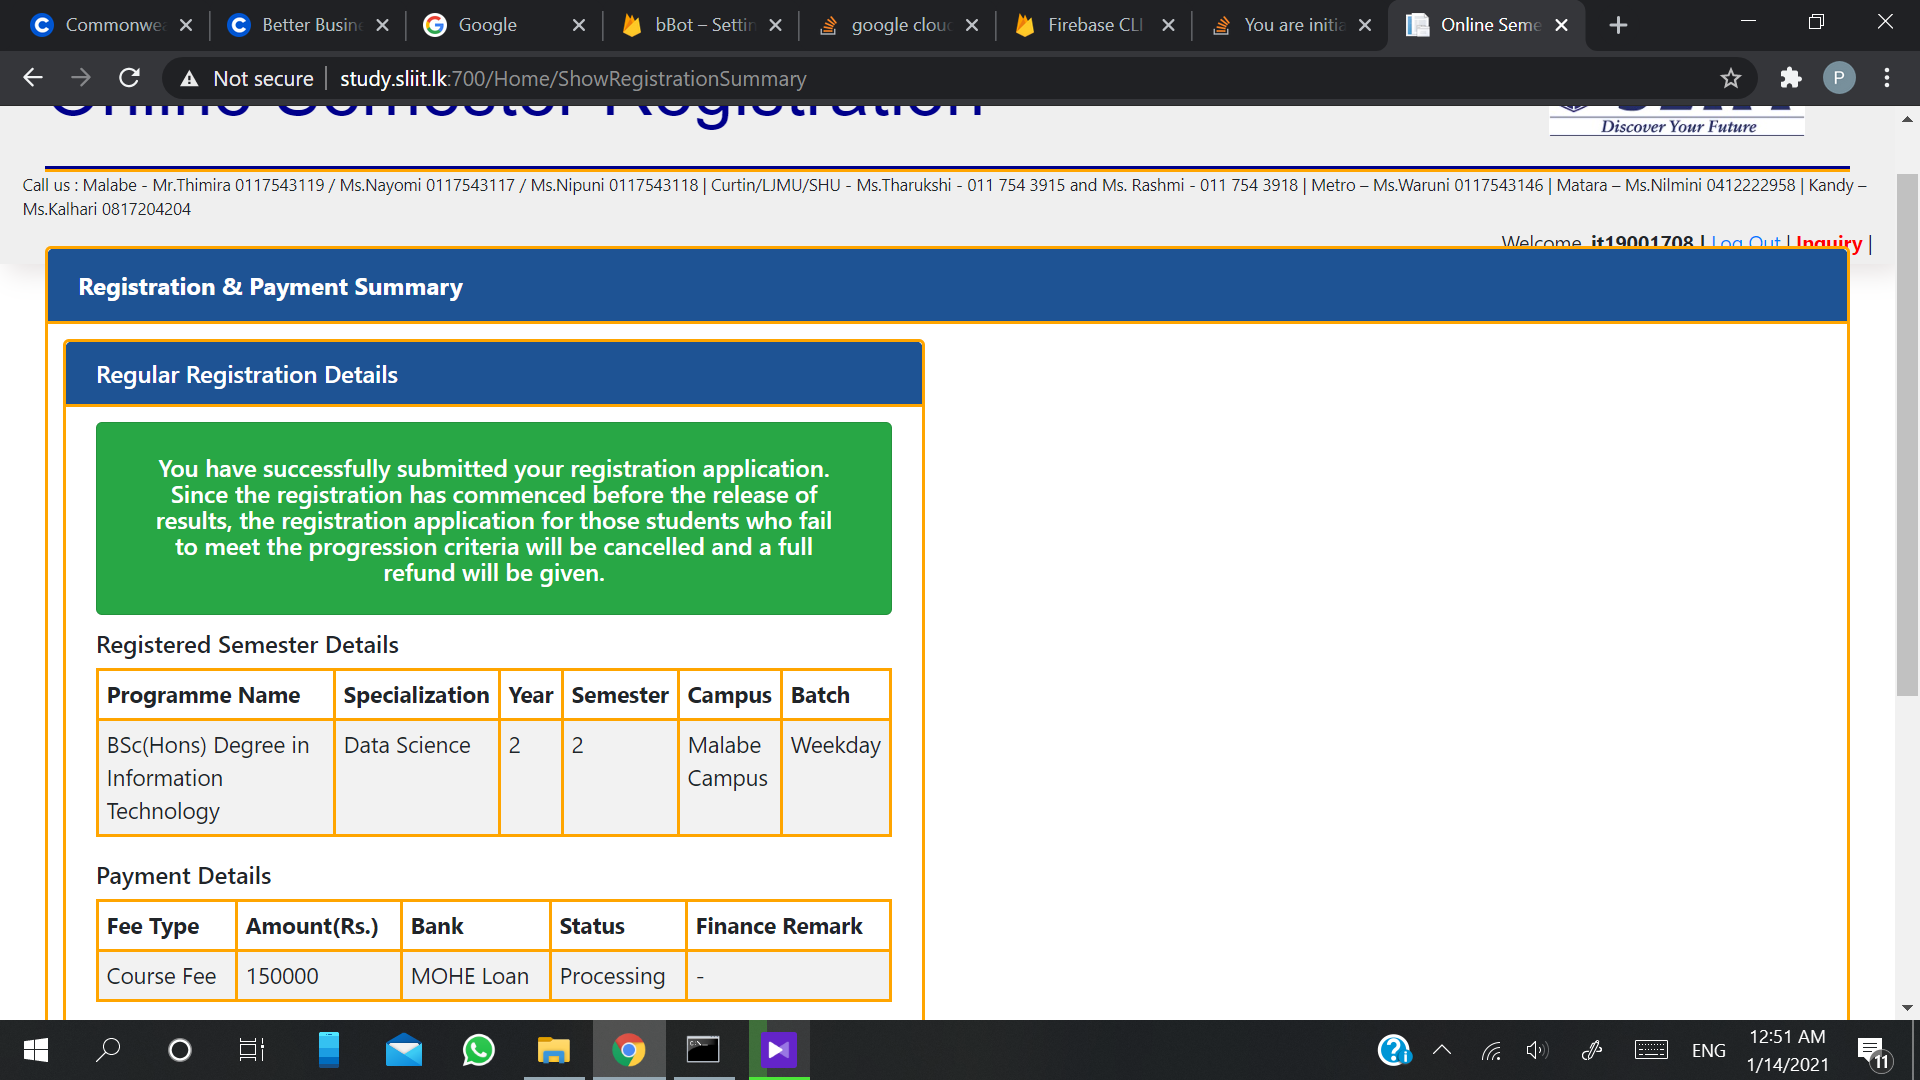 Commonwe
Better Busin
Google
bBot – Settin
google clou
Firebase CLI
You are initia
Online Seme
Not secure
study.sliit.lk:700/Home/ShowRegistrationSummary
P
Online Semester Registration
Discover Your Future
Call us : Malabe - Mr.Thimira 0117543119 / Ms.Nayomi 0117543117 / Ms.Nipuni 0117543118 | Curtin/LJMU/SHU - Ms.Tharukshi - 011 754 3915 and Ms. Rashmi - 011 754 3918 | Metro – Ms.Waruni 0117543146 | Matara – Ms.Nilmini 0412222958 | Kandy –
Ms.Kalhari 0817204204
Welcome, it19001708 | Log Out | Inquiry |
Registration & Payment Summary
Regular Registration Details
You have successfully submitted your registration application.
Since the registration has commenced before the release of
results, the registration application for those students who fail
to meet the progression criteria will be cancelled and a full
refund will be given.
Registered Semester Details
Programme Name Specialization Year Semester Campus Batch
BSc(Hons) Degree in Data Science 2 2 Malabe Weekday
Information Campus
Technology
Payment Details
Fee Type Amount(Rs.) Bank Status Finance Remark
Course Fee 150000 MOHE Loan Processing -
ENG
12:51 AM
1/14/2021
11